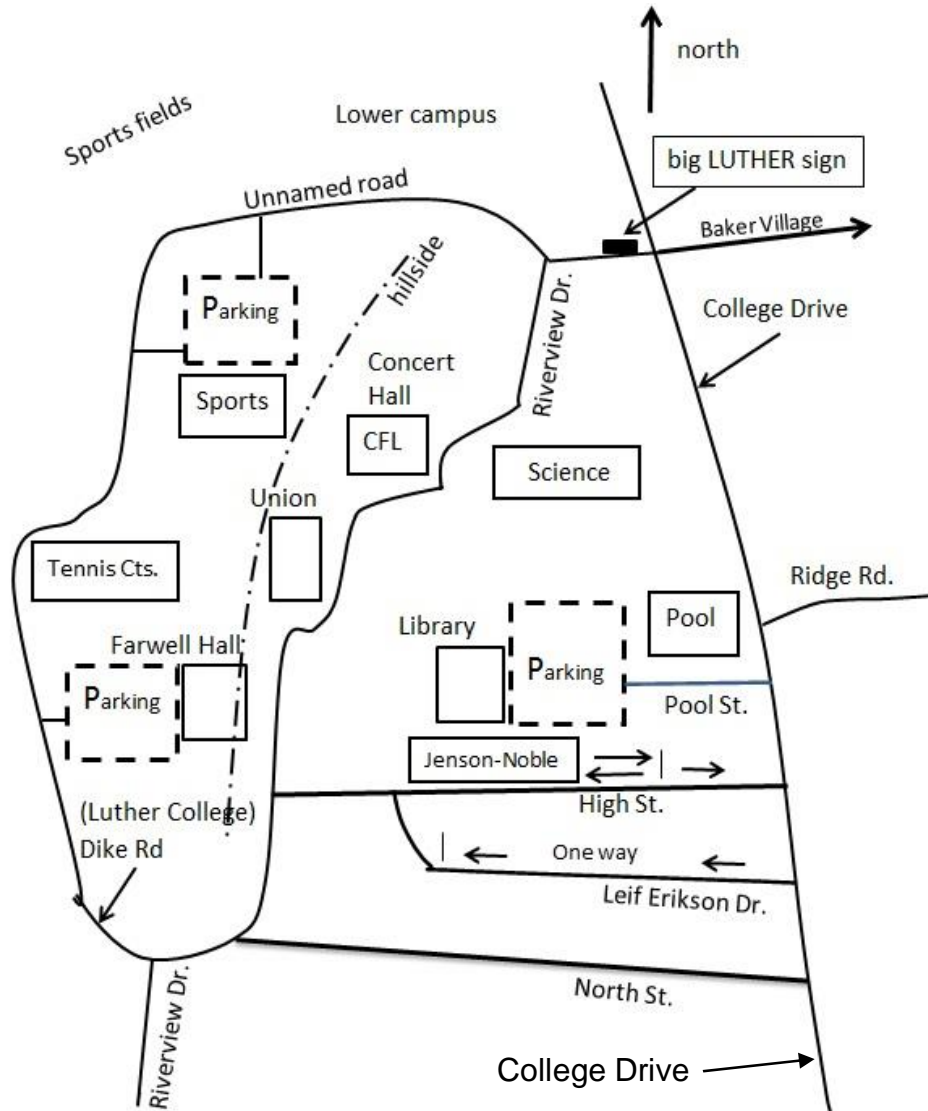 north
Sports fields
Lower campus
big LUTHER sign
Unnamed road
Baker Village
hillside
Parking
College Drive
Riverview Dr.
Concert
Hall
Sports
CFL
Science
Union
Tennis Cts.
Ridge Rd.
Pool
Library
Farwell Hall
Parking
Parking
Pool St.
Jenson-Noble
High St.
(Luther College)
Dike Rd
One way
Leif Erikson Dr.
North St.
Riverview Dr.
College Drive